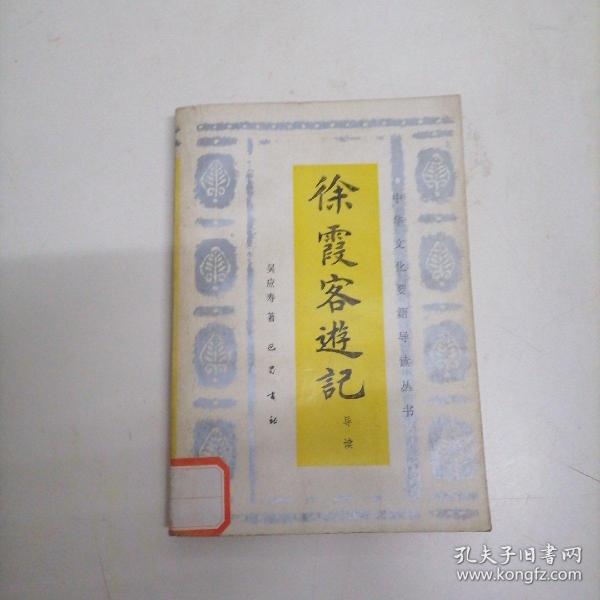 中华文化要籍导读丛书
徐霞客遊記
导读
吴应寿著
巴蜀书社
孔夫子旧书网
www.kongfz.com